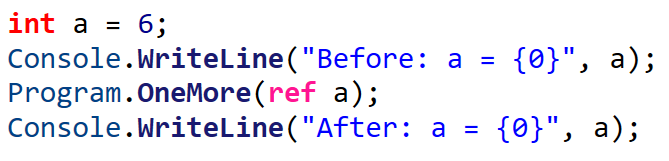 int a = 6;
Console.WriteLine("Before: a = {0}", a);
Program.OneMore(ref a);
Console.WriteLine("After: a = {0}", a);